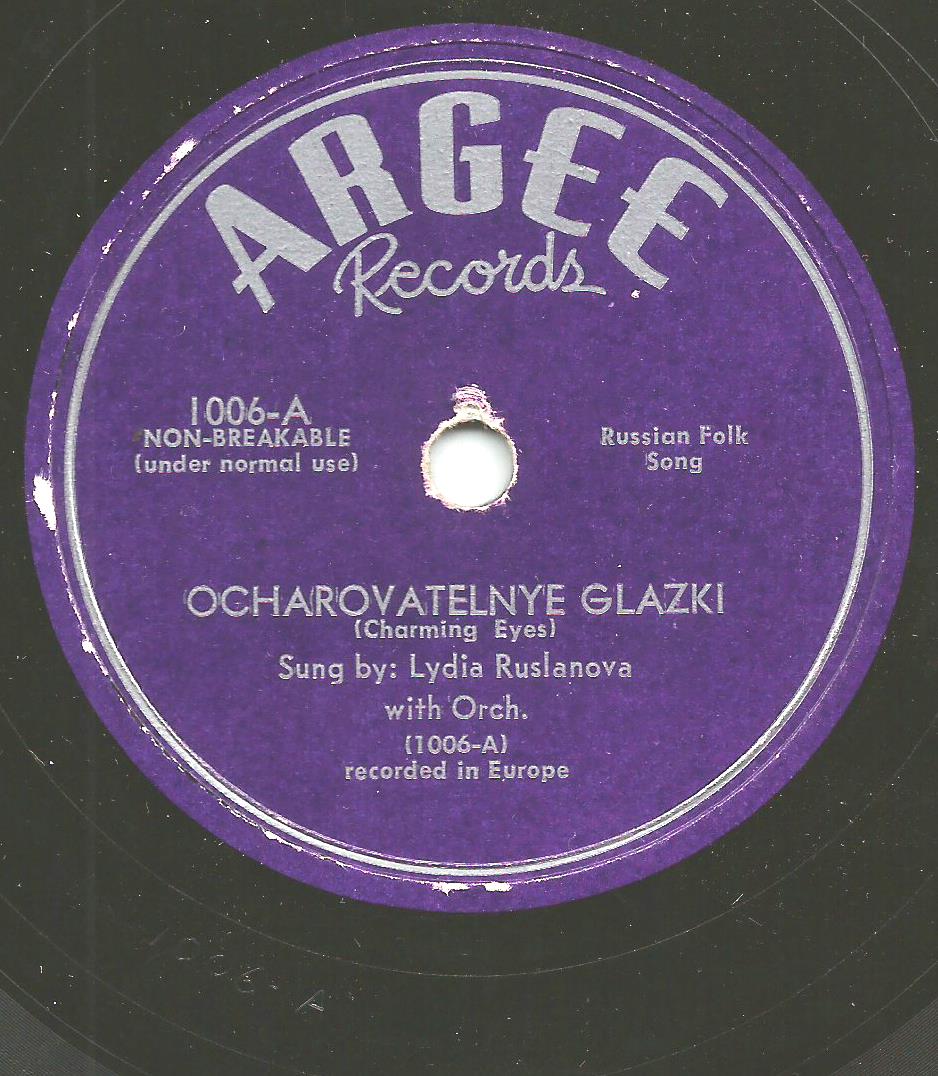 ARGEE
Records
1006-A
NON-BREAKABLE
(under normal use)
Russian Folk
Song
OCHAROVATELNYE GLAZKI
(Charming Eyes)
Sung by: Lydia Ruslanova
with Orch.
(1006-A)
recorded in Europe
1006-A